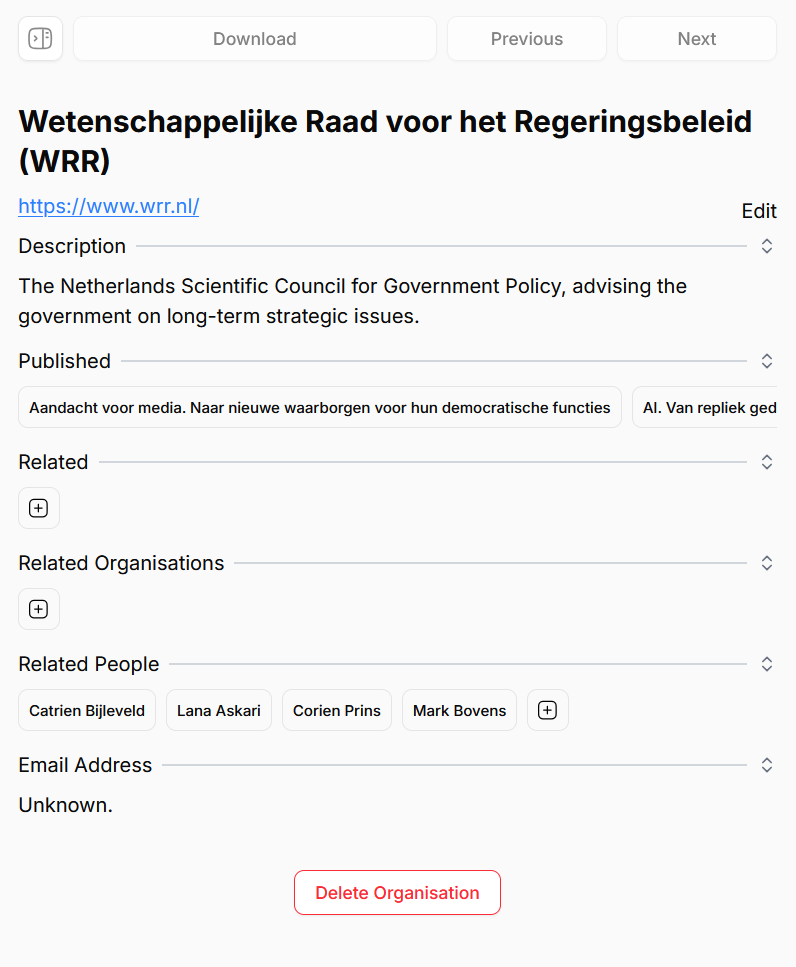 Download
Previous
Next
Wetenschappelijke Raad voor het Regeringsbeleid
(WRR)
https://www.wrr.nl/
Edit
Description
The Netherlands Scientific Council for Government Policy, advising the
government on long-term strategic issues.
Published
Aandacht voor media. Naar nieuwe waarborgen voor hun democratische functies
AI. Van repliek ged
Related
Related Organisations
Related People
Catrien Bijleveld
Lana Askari
Corien Prins
Mark Bovens
Email Address
Unknown.
Delete Organisation